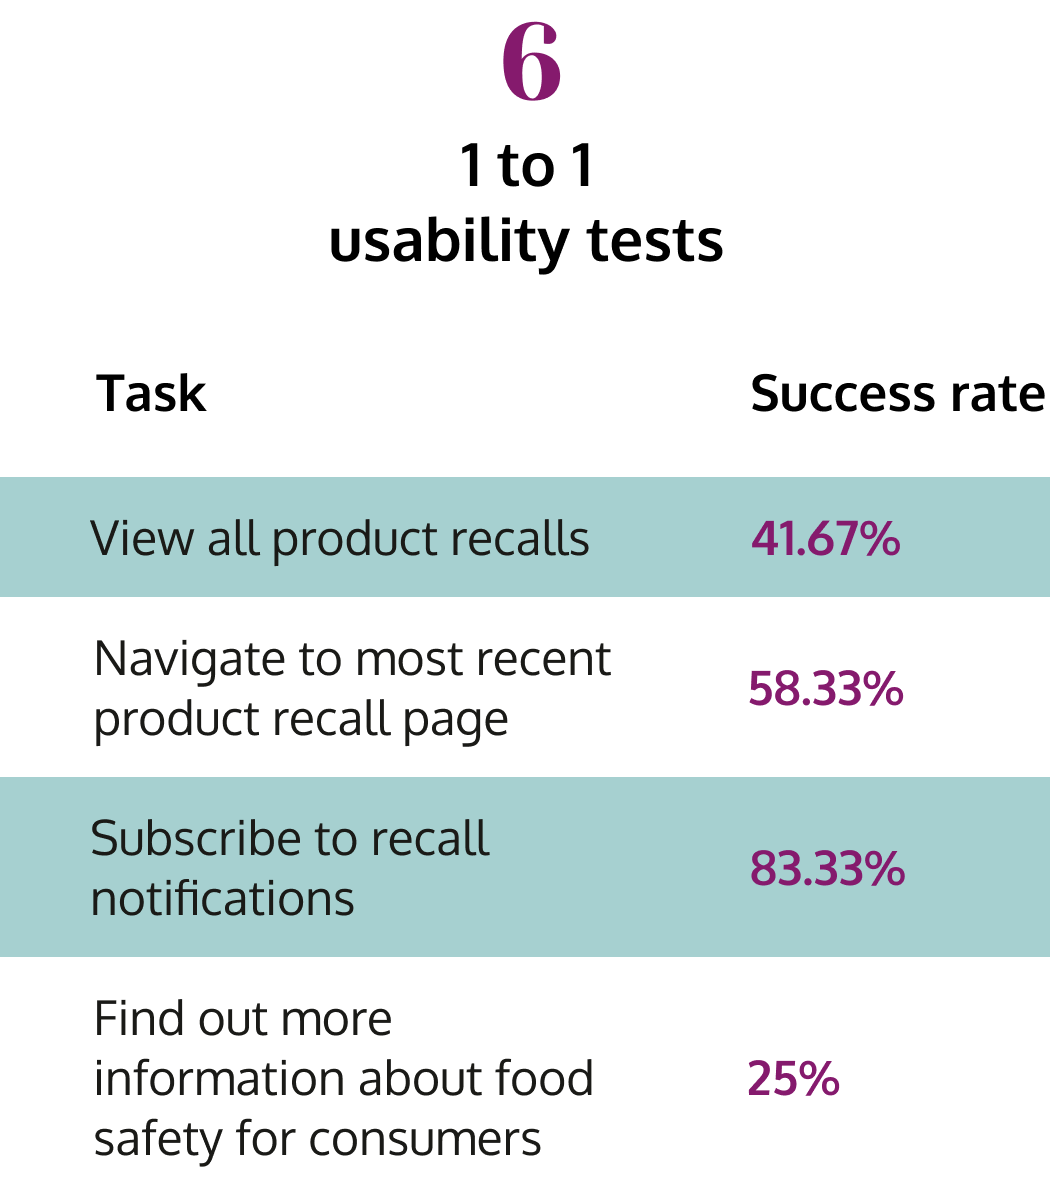 6
1 to 1
usability tests
Task Success rate
View all product recalls 41.67%
Navigate to most recent
product recall page 58.33%
Subscribe to recall
notifications 83.33%
Find out more
information about food
safety for consumers 25%